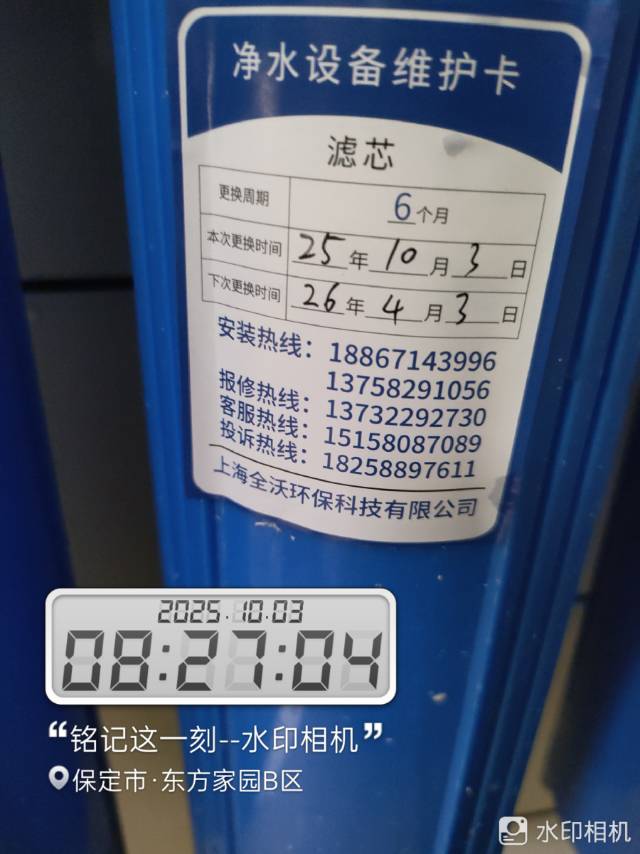 净水设备维护卡
滤芯
更换周期 6个月
本次更换时间 25年10月3日
下次更换时间 26年4月3日
安装热线：18867143996
13758291056
报修热线：13732292730
客服热线：15158087089
投诉热线：18258897611
上海全沃环保科技有限公司
2025.10.03
08:27:04
“铭记这一刻--水印相机”
保定市·东方家园B区
水印相机